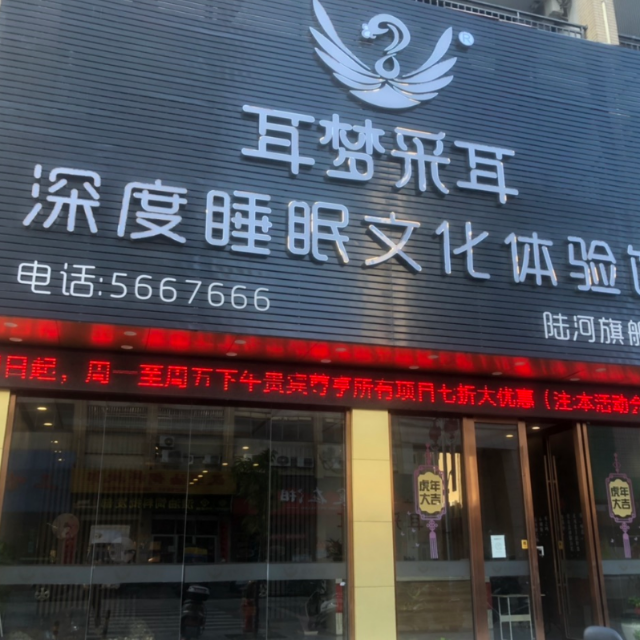 耳梦采耳
深度睡眠文化体验
电话:5667666
陆河旗舰
日起，周一至周五下午贵宾尊享所有项目七折大优惠（注:本活动
虎年
大吉
虎年
大吉